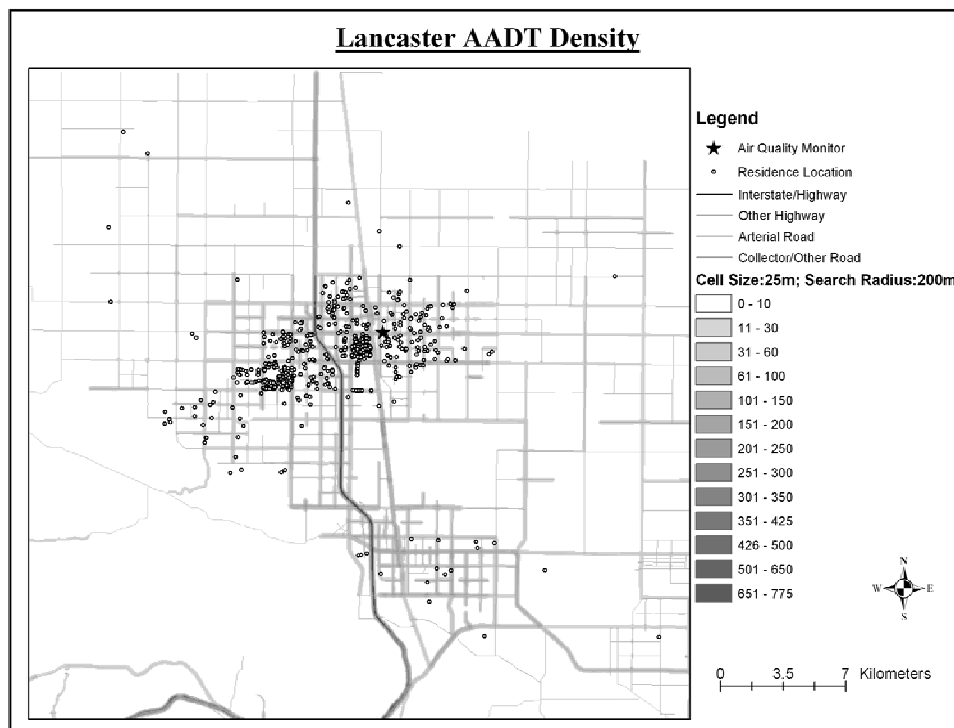 Lancaster AADT Density
Legend
Air Quality Monitor
Residence Location
Interstate/Highway
Other Highway
Arterial Road
Collector/Other Road
Cell Size:25m; Search Radius:200m
0 - 10
11 - 30
31 - 60
61 - 100
101 - 150
151 - 200
201 - 250
251 - 300
301 - 350
351 - 425
426 - 500
501 - 650
651 - 775
N
W E
S
0 3.5 7 Kilometers